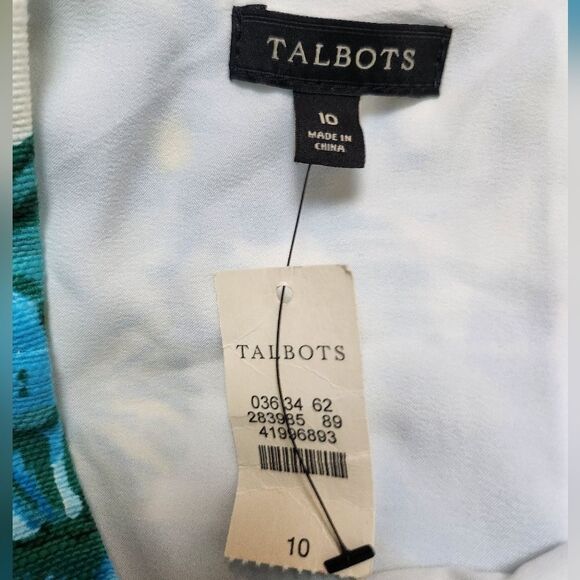 TALBOTS
10
MADE IN
CHINA
TALBOTS
036 34 62
283985 89
41996893
10